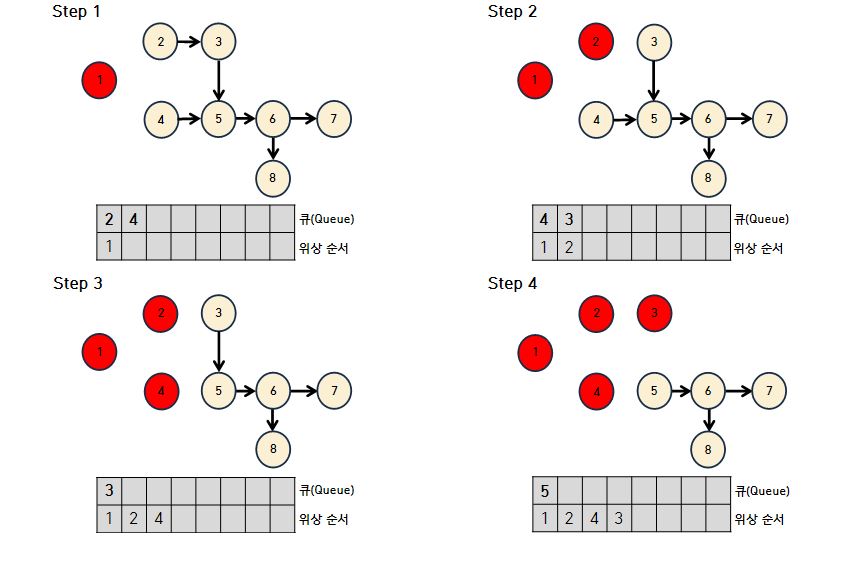 Step 1
2 3
1
4 5 6 7
8
2 4 큐(Queue)
1 위상 순서
Step 2
2 3
1
4 5 6 7
8
4 3 큐(Queue)
1 2 위상 순서
Step 3
2 3
1
4 5 6 7
8
3 큐(Queue)
1 2 4 위상 순서
Step 4
2 3
1
4 5 6 7
8
5 큐(Queue)
1 2 4 3 위상 순서